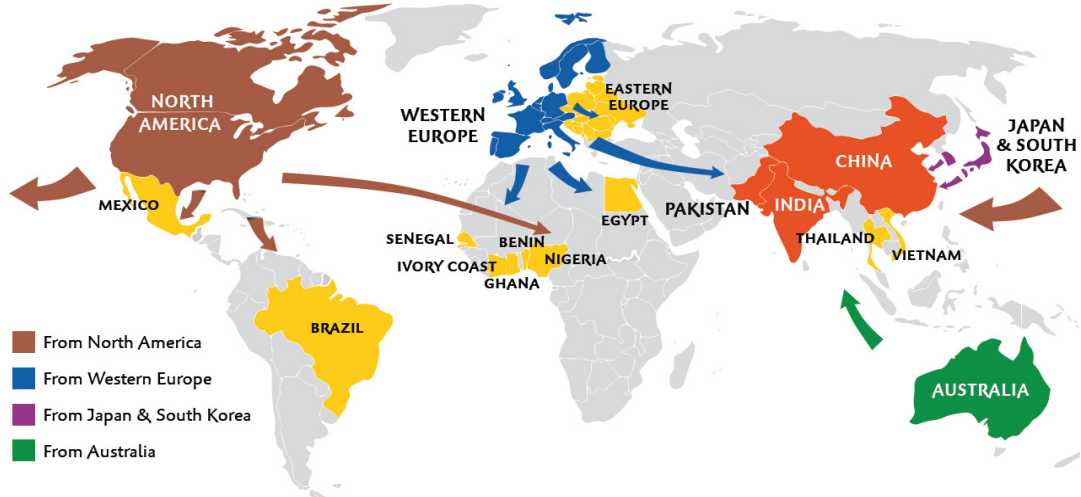 NORTH
AMERICA
WESTERN
EUROPE
EASTERN
EUROPE
JAPAN
& SOUTH
KOREA
CHINA
INDIA
PAKISTAN
MEXICO
EGYPT
SENEGAL
BENIN
THAILAND
VIETNAM
IVORY COAST
NIGERIA
GHANA
BRAZIL
AUSTRALIA
From North America
From Western Europe
From Japan & South Korea
From Australia